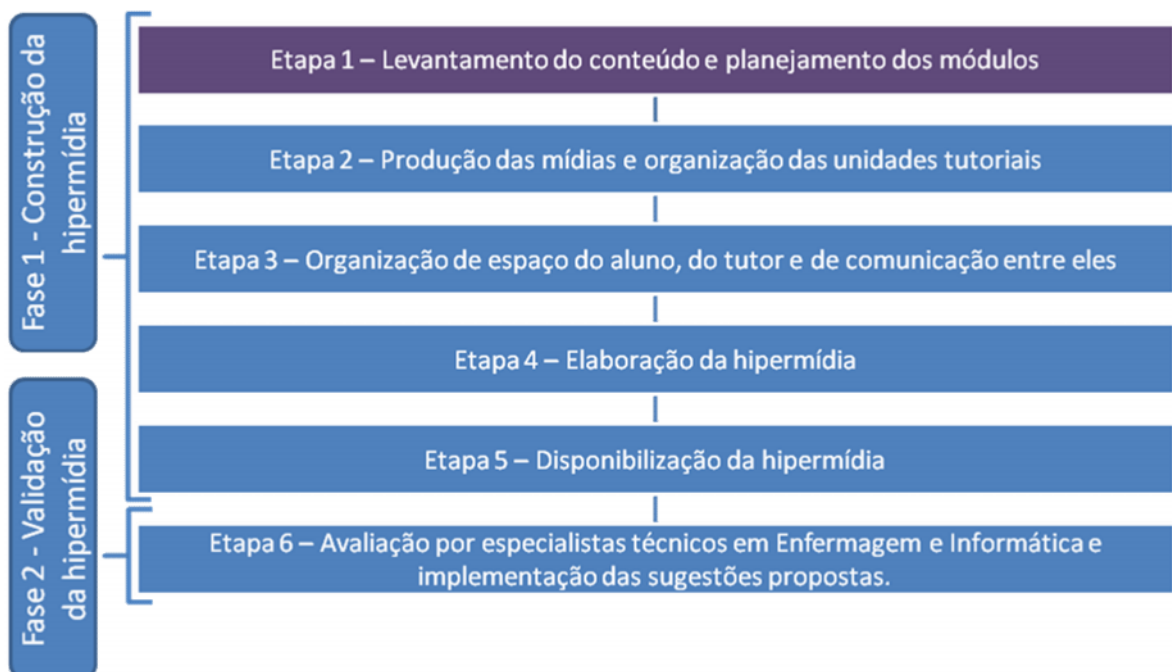 Fase 1 - Construção da
hipermídia
Etapa 1 – Levantamento do conteúdo e planejamento dos módulos
Etapa 2 – Produção das mídias e organização das unidades tutoriais
Etapa 3 – Organização de espaço do aluno, do tutor e de comunicação entre eles
Etapa 4 – Elaboração da hipermídia
Etapa 5 – Disponibilização da hipermídia
Fase 2 - Validação
da hipermídia
Etapa 6 – Avaliação por especialistas técnicos em Enfermagem e Informática e
implementação das sugestões propostas.